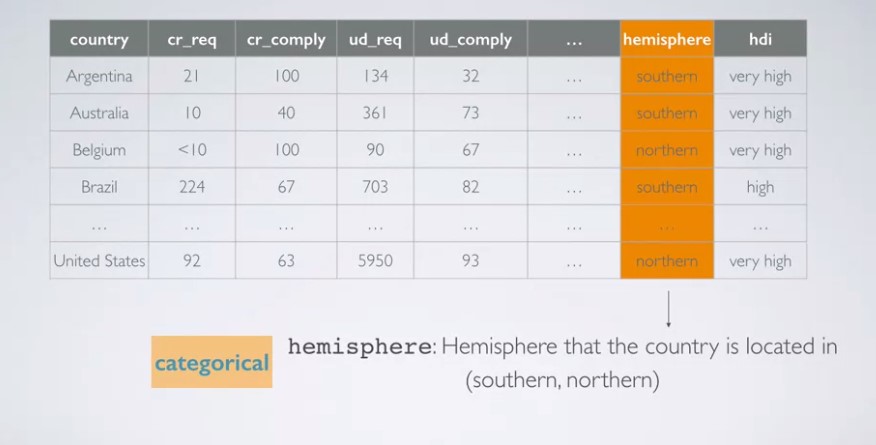 country cr_req cr_comply ud_req ud_comply ... hemisphere hdi
Argentina 21 100 134 32 ... southern very high
Australia 10 40 361 73 ... southern very high
Belgium <10 100 90 67 ... northern very high
Brazil 224 67 703 82 ... southern high
... ... ... ... ... ... ... ...
United States 92 63 5950 93 ... northern very high
categorical
hemisphere: Hemisphere that the country is located in
(southern, northern)